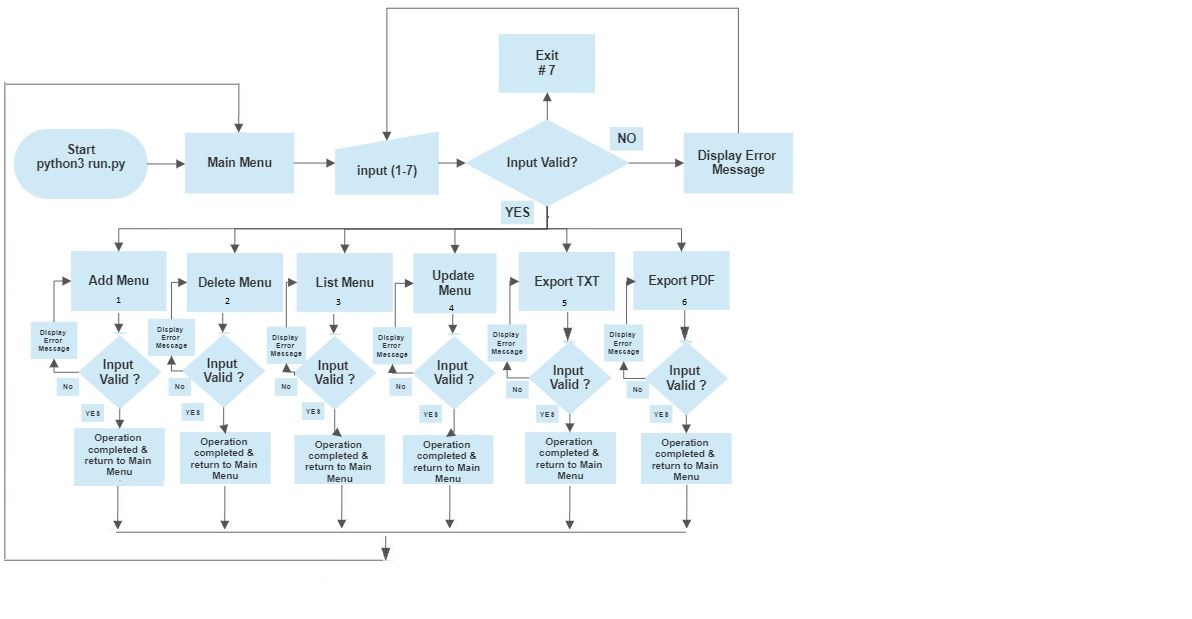 Exit
# 7
NO
Start
python3 run.py
Main Menu
input (1-7)
Input Valid?
Display Error
Message
YES
Add Menu
1
Delete Menu
2
List Menu
3
Update
Menu
4
Export TXT
5
Export PDF
6
Display
Error
Message
Display
Error
Message
Display
Error
Message
Display
Error
Message
Display
Error
Message
Display
Error
Message
Input
Valid ?
Input
Valid ?
Input
Valid ?
Input
Valid ?
Input
Valid ?
Input
Valid ?
No
No
No
No
No
No
YES
YES
YES
YES
YES
YES
Operation
completed &
return to Main
Menu
Operation
completed &
return to Main
Menu
Operation
completed &
return to Main
Menu
Operation
completed &
return to Main
Menu
Operation
completed &
return to Main
Menu
Operation
completed &
return to Main
Menu